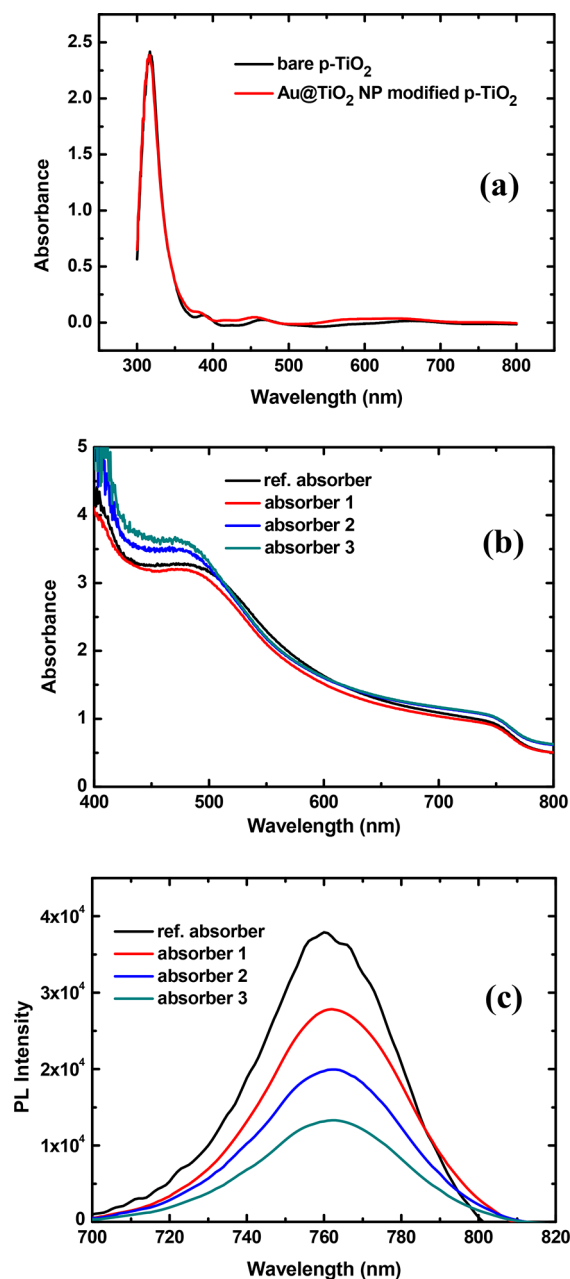 bare p-TiO2
Au@TiO2 NP modified p-TiO2
(a)
2.5
2.0
1.5
1.0
0.5
0.0
Absorbance
300 400 500 600 700 800
Wavelength (nm)
ref. absorber
absorber 1
absorber 2
absorber 3
(b)
5
4
3
2
1
0
Absorbance
400 500 600 700 800
Wavelength (nm)
ref. absorber
absorber 1
absorber 2
absorber 3
(c)
4x10^4
3x10^4
2x10^4
1x10^4
0
PL Intensity
700 720 740 760 780 800 820
Wavelength (nm)